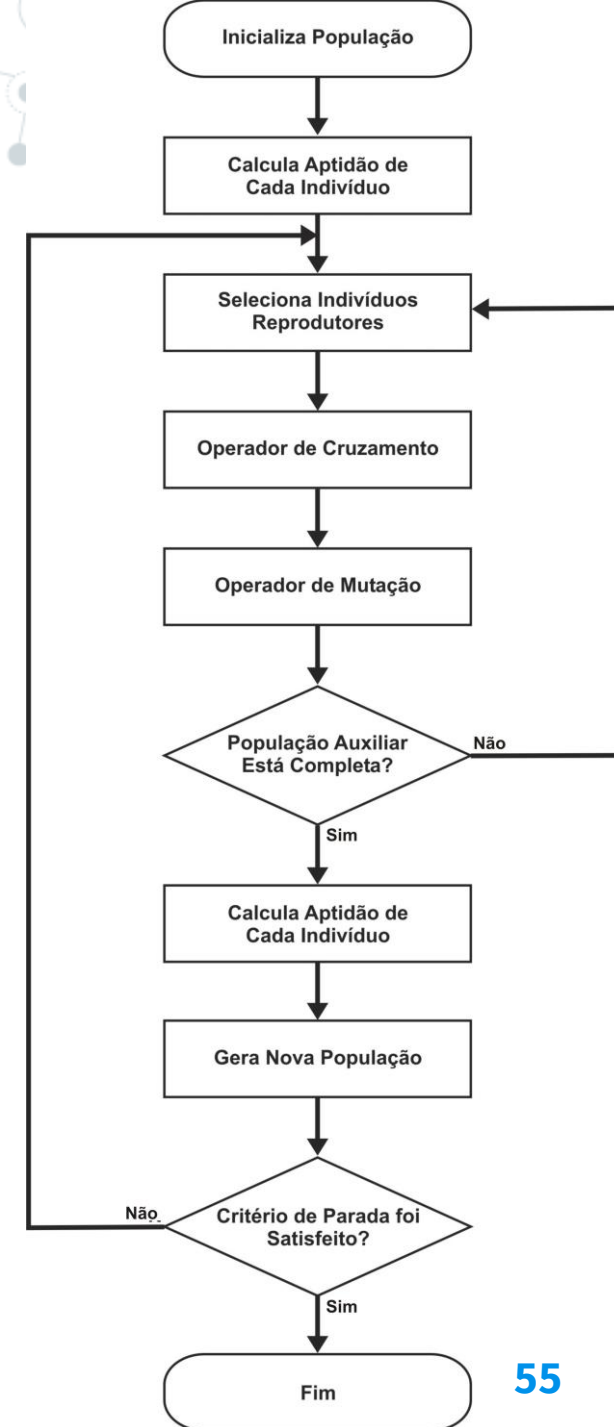 Inicializa População
Calcula Aptidão de
Cada Indivíduo
Seleciona Indivíduos
Reprodutores
Operador de Cruzamento
Operador de Mutação
População Auxiliar
Está Completa?
Não
Sim
Calcula Aptidão de
Cada Indivíduo
Gera Nova População
Critério de Parada foi
Satisfeito?
Não
Sim
Fim
55